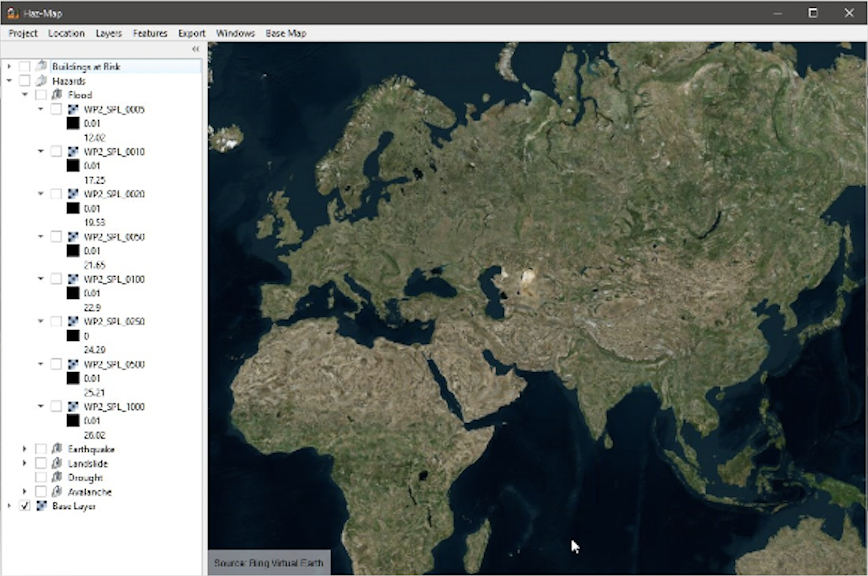 Haz-Map
Project Location Layers Features Export Windows Base Map
«
Buildings at Risk
Hazards
Flood
WP2_SPL_0005
0.01
12.02
WP2_SPL_0010
0.01
17.25
WP2_SPL_0020
0.01
19.53
WP2_SPL_0050
0.01
21.65
WP2_SPL_0100
0.01
22.9
WP2_SPL_0250
0
24.29
WP2_SPL_0500
0.01
25.21
WP2_SPL_1000
0.01
26.02
Earthquake
Landslide
Drought
Avalanche
Base Layer
Source: Bing Virtual Earth